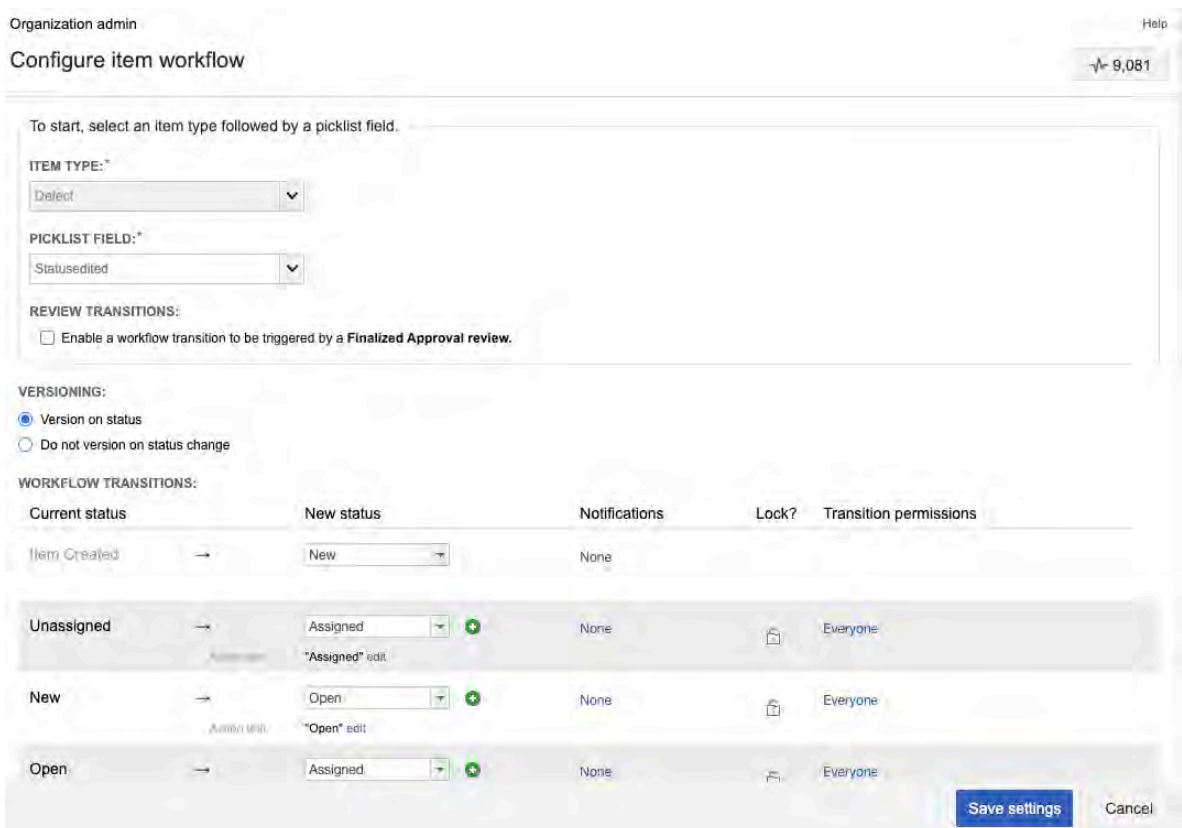 Organization admin
Help
Configure item workflow
9,081
To start, select an item type followed by a picklist field.
ITEM TYPE:*
Defect
PICKLIST FIELD:*
Statusedited
REVIEW TRANSITIONS:
Enable a workflow transition to be triggered by a Finalized Approval review.
VERSIONING:
Version on status
Do not version on status change
WORKFLOW TRANSITIONS:
Current status New status Notifications Lock? Transition permissions
Item Created → New None
Unassigned → Assigned None Everyone
Action text: "Assigned" edit
New → Open None Everyone
Action text: "Open" edit
Open → Assigned None Everyone
Save settings Cancel